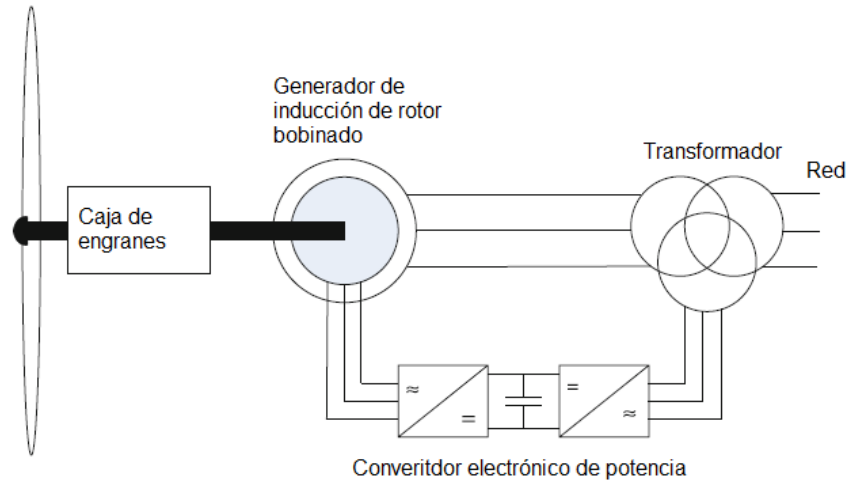 Generador de
inducción de rotor
bobinado
Transformador
Red
Caja de
engranes
≈
=
=
≈
Converitdor electrónico de potencia